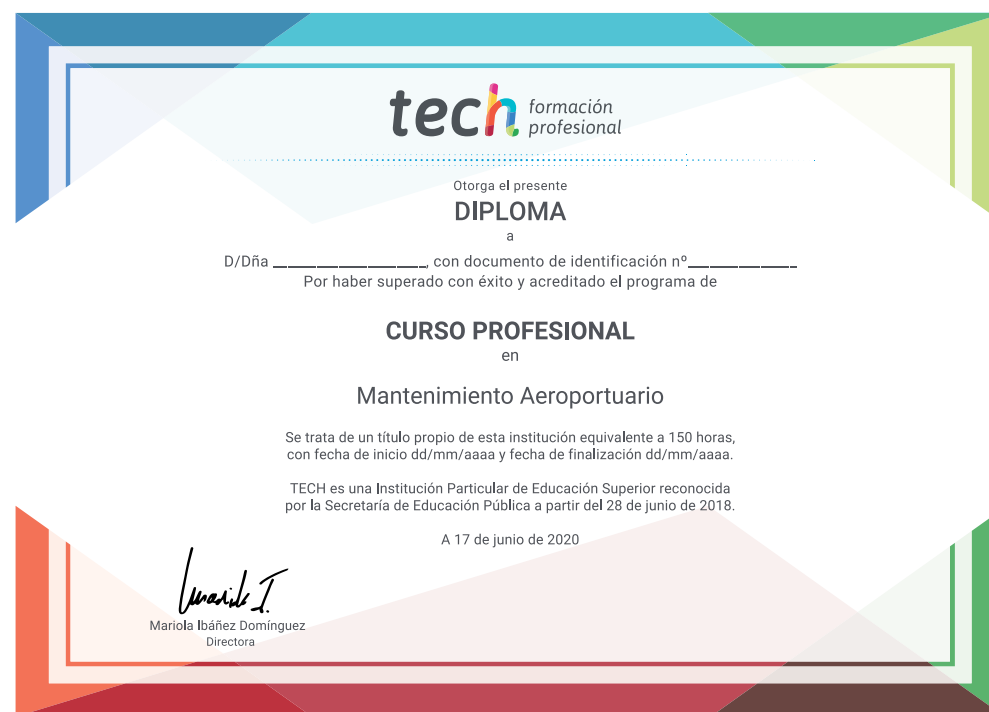 tech formación
profesional
Otorga el presente
DIPLOMA
a
D/Dña ______________________, con documento de identificación nº_______________
Por haber superado con éxito y acreditado el programa de
CURSO PROFESIONAL
en
Mantenimiento Aeroportuario
Se trata de un título propio de esta institución equivalente a 150 horas,
con fecha de inicio dd/mm/aaaa y fecha de finalización dd/mm/aaaa.
TECH es una Institución Particular de Educación Superior reconocida
por la Secretaría de Educación Pública a partir del 28 de junio de 2018.
A 17 de junio de 2020
Mariola Ibáñez Domínguez
Directora